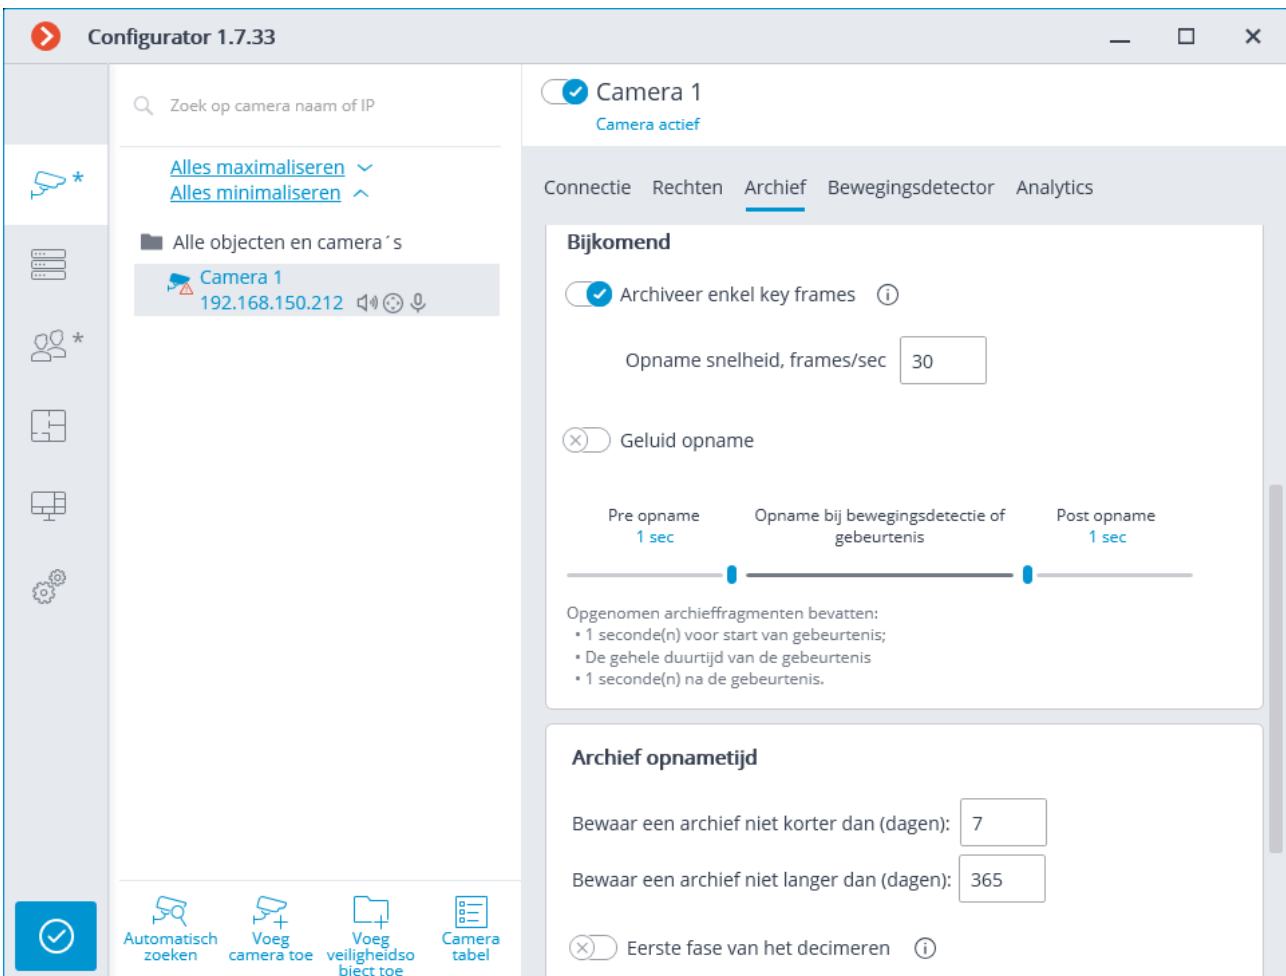 Configurator 1.7.33
Zoek op camera naam of IP
Alles maximaliseren
Alles minimaliseren
Alle objecten en camera´s
Camera 1
192.168.150.212
Automatisch
zoeken
Voeg
camera toe
Voeg
veiligheidso
bject toe
Camera
tabel
Camera 1
Camera actief
Connectie Rechten Archief Bewegingsdetector Analytics
Bijkomend
Archiveer enkel key frames
Opname snelheid, frames/sec 30
Geluid opname
Pre opname
1 sec
Opname bij bewegingsdetectie of
gebeurtenis
Post opname
1 sec
Opgenomen archieffragmenten bevatten:
• 1 seconde(n) voor start van gebeurtenis;
• De gehele duurtijd van de gebeurtenis
• 1 seconde(n) na de gebeurtenis.
Archief opnametijd
Bewaar een archief niet korter dan (dagen): 7
Bewaar een archief niet langer dan (dagen): 365
Eerste fase van het decimeren